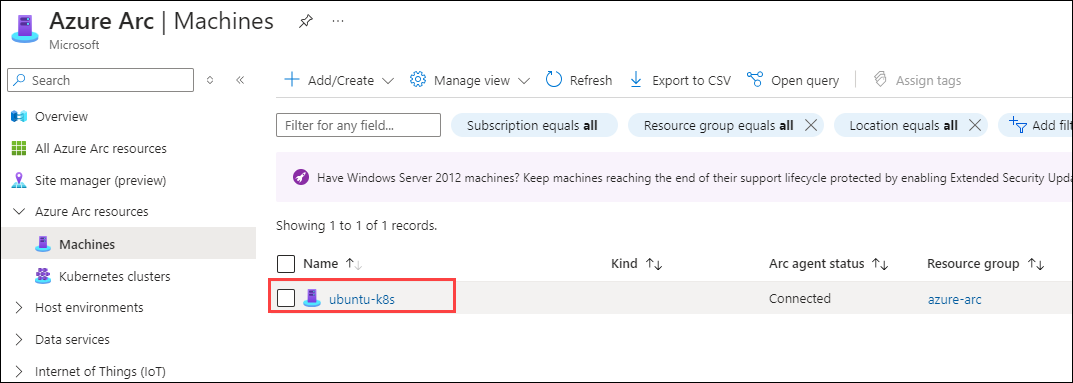 Azure Arc | Machines ...
Microsoft
Search
Overview
All Azure Arc resources
Site manager (preview)
Azure Arc resources
Machines
Kubernetes clusters
Host environments
Data services
Internet of Things (IoT)
Add/Create Manage view Refresh Export to CSV Open query Assign tags
Filter for any field... Subscription equals all Resource group equals all Location equals all Add filt
Have Windows Server 2012 machines? Keep machines reaching the end of their support lifecycle protected by enabling Extended Security Upda
Showing 1 to 1 of 1 records.
Name Kind Arc agent status Resource group
ubuntu-k8s Connected azure-arc